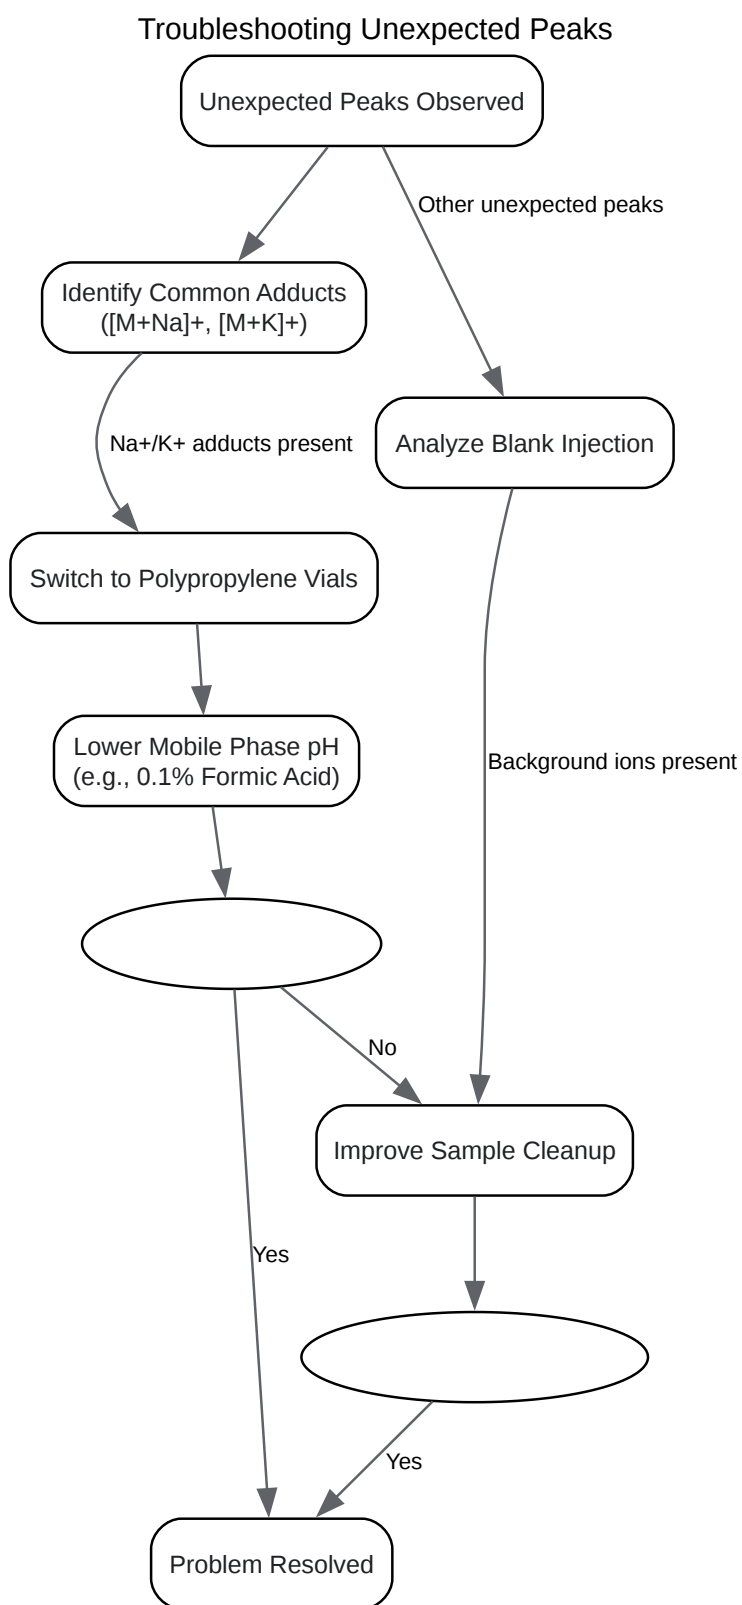 Troubleshooting Unexpected Peaks
Unexpected Peaks Observed
Other unexpected peaks
Identify Common Adducts
([M+Na]+, [M+K]+)
Na+/K+ adducts present
Analyze Blank Injection
Switch to Polypropylene Vials
Lower Mobile Phase pH
(e.g., 0.1% Formic Acid)
Background ions present
No
Improve Sample Cleanup
Yes
Yes
Problem Resolved